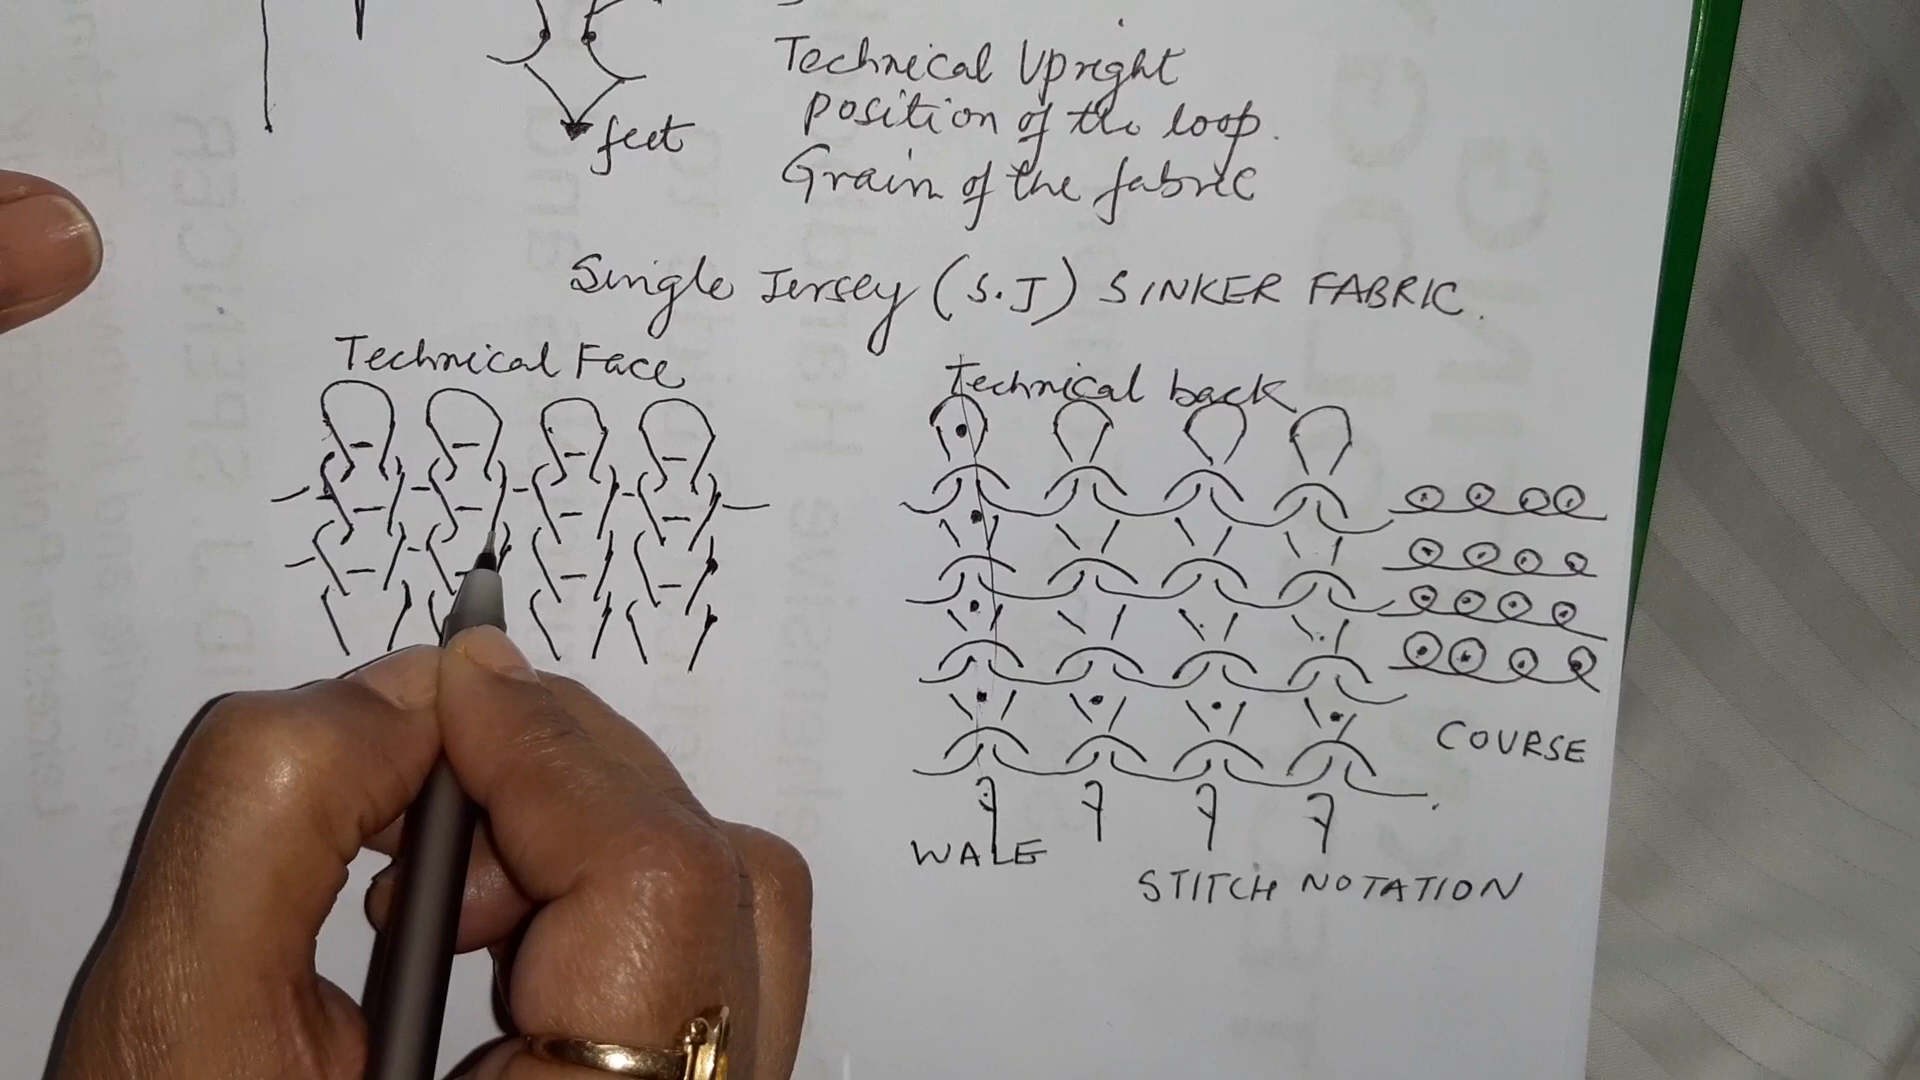 feet
Technical Upright
position of the loop.
Grain of the fabric
Single Jersey (S.J) SINKER FABRIC.
Technical Face
Technical back
COURSE
WALE
STITCH NOTATION